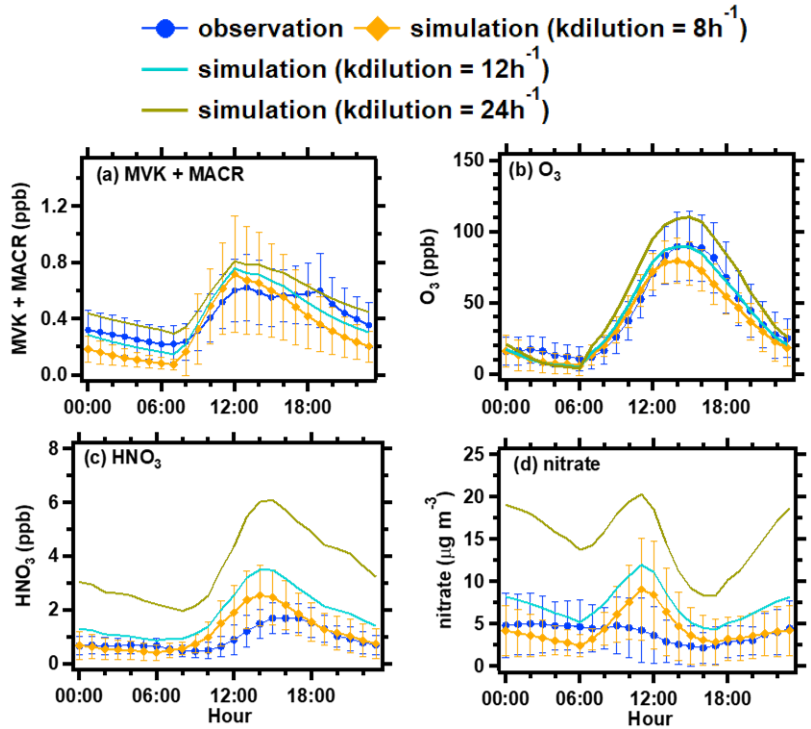 observation simulation (kdilution = 8h⁻¹)
simulation (kdilution = 12h⁻¹)
simulation (kdilution = 24h⁻¹)
(a) MVK + MACR
MVK + MACR (ppb)
1.2
0.8
0.4
0.0
00:00 06:00 12:00 18:00
(b) O₃
O₃ (ppb)
150
100
50
0
00:00 06:00 12:00 18:00
(c) HNO₃
HNO₃ (ppb)
8
6
4
2
0
00:00 06:00 12:00 18:00
Hour
(d) nitrate
nitrate (μg m⁻³)
25
20
15
10
5
0
00:00 06:00 12:00 18:00
Hour